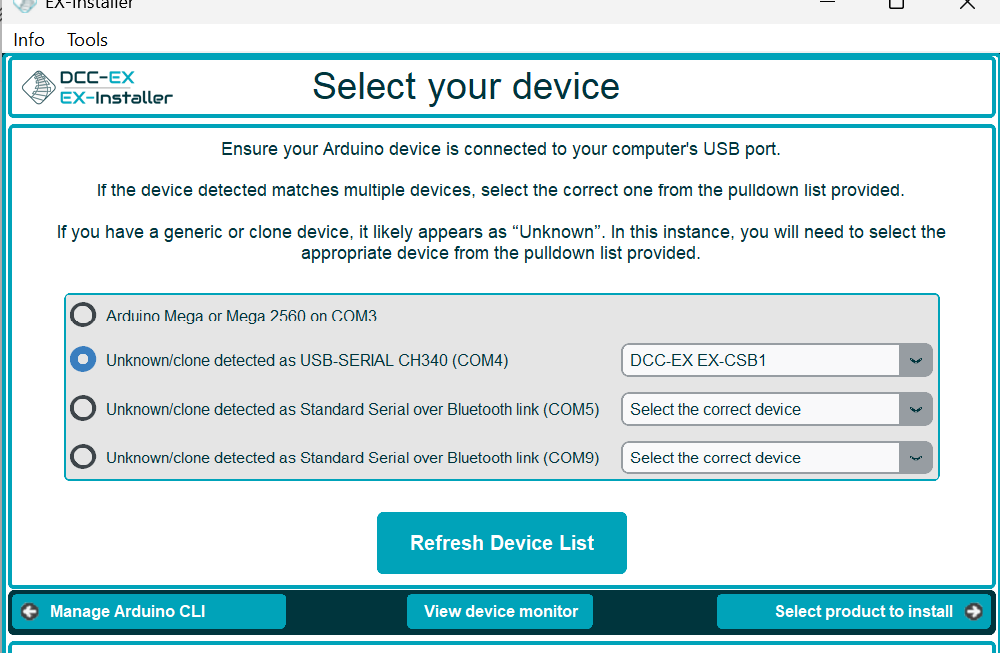 EX-Installer
Info Tools
DCC-EX
EX-Installer
Select your device
Ensure your Arduino device is connected to your computer's USB port.
If the device detected matches multiple devices, select the correct one from the pulldown list provided.
If you have a generic or clone device, it likely appears as “Unknown”. In this instance, you will need to select the
appropriate device from the pulldown list provided.
Arduino Mega or Mega 2560 on COM3
Unknown/clone detected as USB-SERIAL CH340 (COM4) DCC-EX EX-CSB1
Unknown/clone detected as Standard Serial over Bluetooth link (COM5) Select the correct device
Unknown/clone detected as Standard Serial over Bluetooth link (COM9) Select the correct device
Refresh Device List
Manage Arduino CLI View device monitor Select product to install